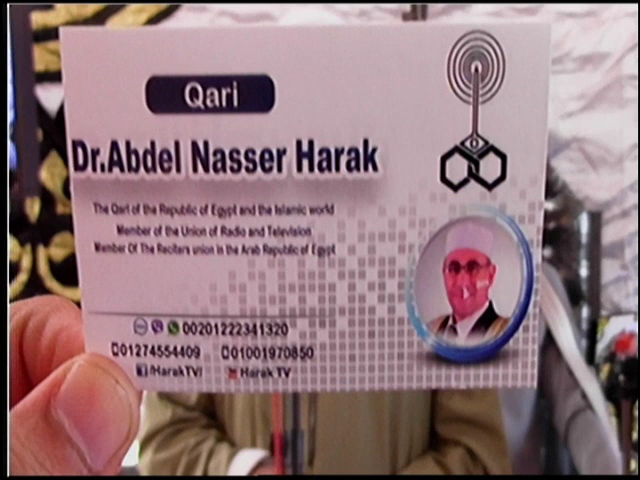 Qari
Dr.Abdel Nasser Harak
The Qari of the Republic of Egypt and the Islamic world
Member of the Union of Radio and Television
Member Of The Reciters union in the Arab Republic of Egypt
00201222341320
01274554409 01001970850
/HarakTV/ Harak TV